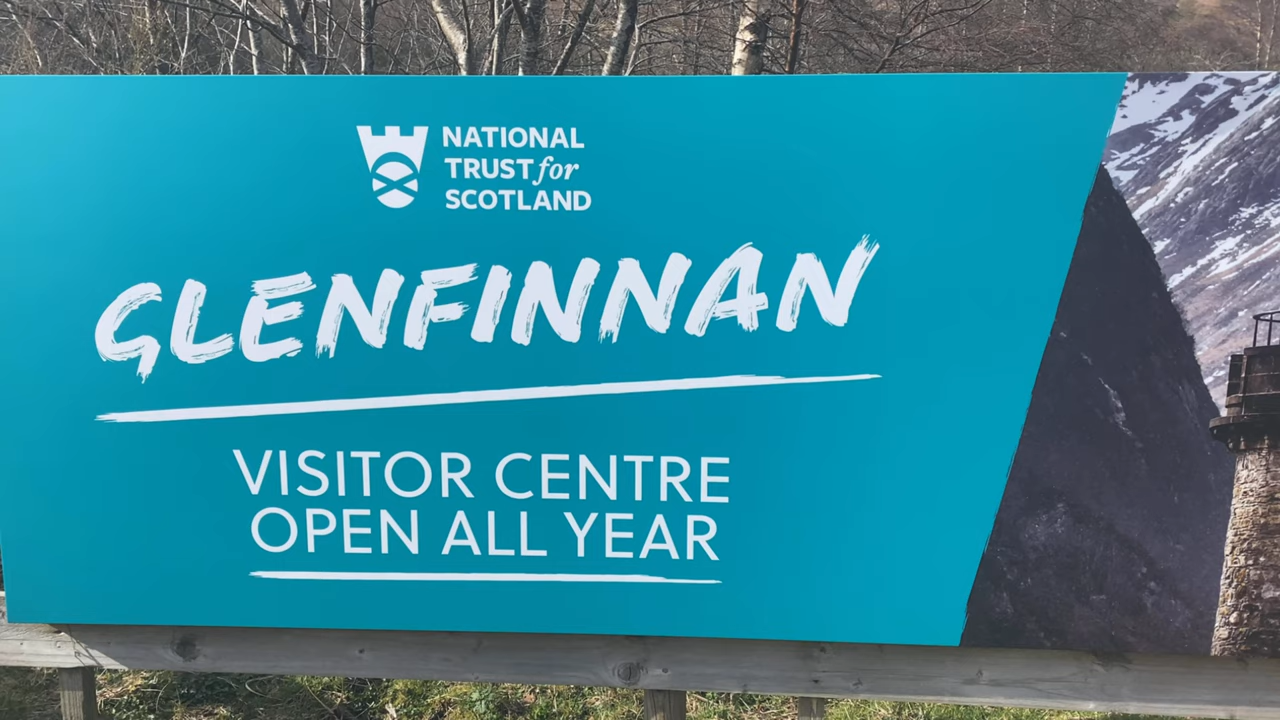 NATIONAL
TRUST for
SCOTLAND
GLENFINNAN
VISITOR CENTRE
OPEN ALL YEAR